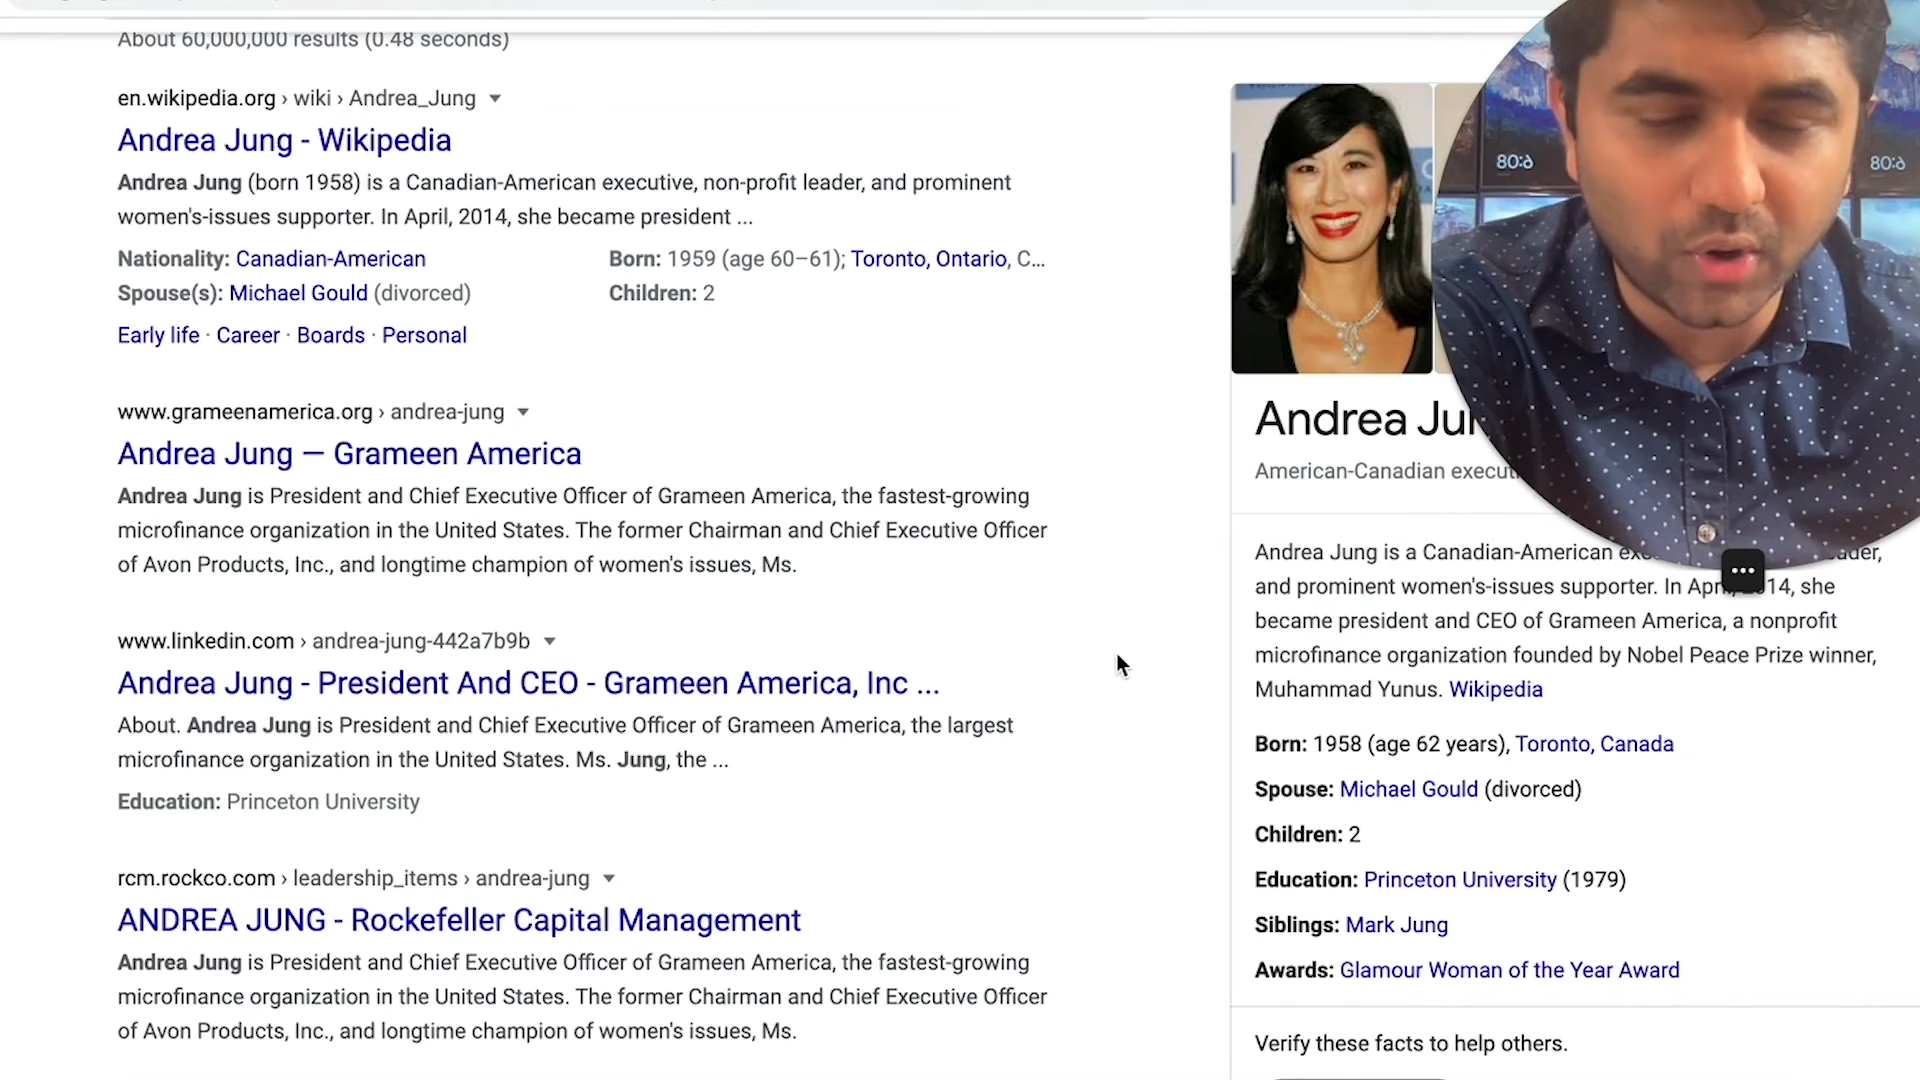 About 60,000,000 results (0.48 seconds)
en.wikipedia.org › wiki › Andrea_Jung
Andrea Jung - Wikipedia
Andrea Jung (born 1958) is a Canadian-American executive, non-profit leader, and prominent
women's-issues supporter. In April, 2014, she became president ...
Nationality: Canadian-American
Born: 1959 (age 60–61); Toronto, Ontario, C...
Spouse(s): Michael Gould (divorced)
Children: 2
Early life · Career · Boards · Personal
www.grameenamerica.org › andrea-jung
Andrea Jung — Grameen America
Andrea Jung is President and Chief Executive Officer of Grameen America, the fastest-growing
microfinance organization in the United States. The former Chairman and Chief Executive Officer
of Avon Products, Inc., and longtime champion of women's issues, Ms.
www.linkedin.com › andrea-jung-442a7b9b
Andrea Jung - President And CEO - Grameen America, Inc ...
About. Andrea Jung is President and Chief Executive Officer of Grameen America, the largest
microfinance organization in the United States. Ms. Jung, the ...
Education: Princeton University
rcm.rockco.com › leadership_items › andrea-jung
ANDREA JUNG - Rockefeller Capital Management
Andrea Jung is President and Chief Executive Officer of Grameen America, the fastest-growing
microfinance organization in the United States. The former Chairman and Chief Executive Officer
of Avon Products, Inc., and longtime champion of women's issues, Ms.
Andrea
American-Canadian
Andrea Jung is a Canadian-American
and prominent women's-issues supporter. In she
became president and CEO of Grameen America, a nonprofit
microfinance organization founded by Nobel Peace Prize winner,
Muhammad Yunus. Wikipedia
Born: 1958 (age 62 years), Toronto, Canada
Spouse: Michael Gould (divorced)
Children: 2
Education: Princeton University (1979)
Siblings: Mark Jung
Awards: Glamour Woman of the Year Award
Verify these facts to help others.